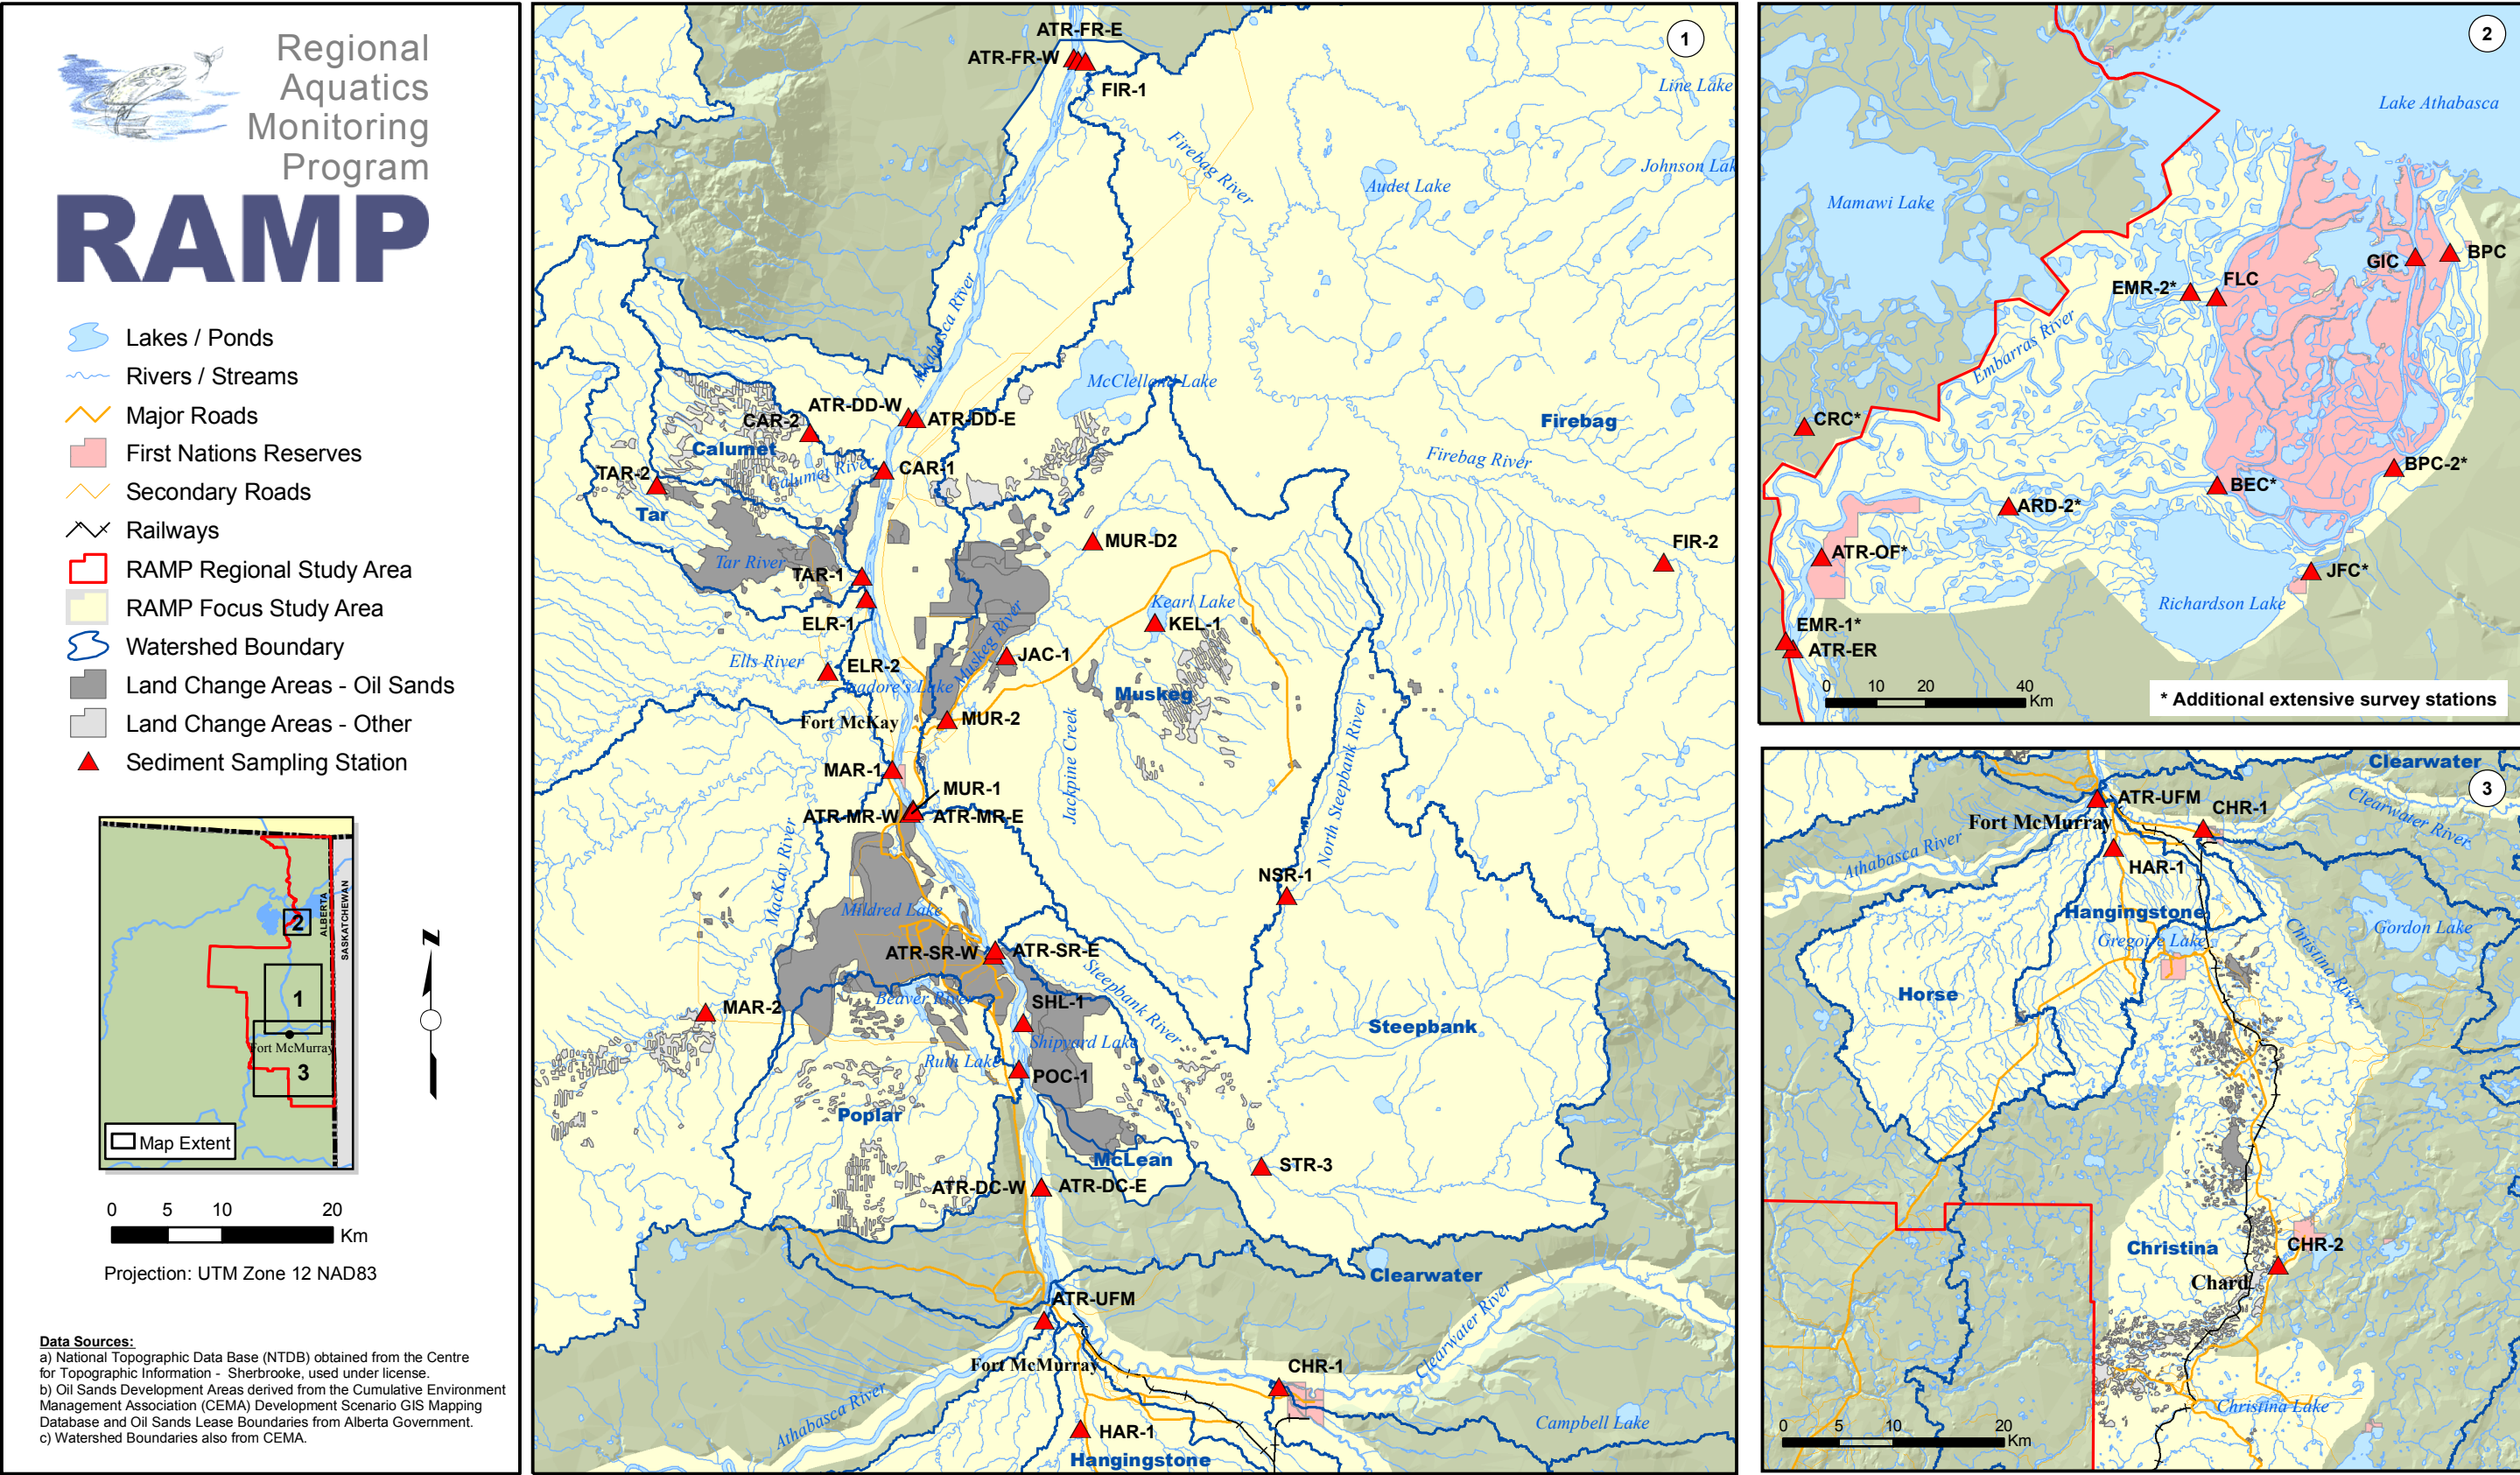 Regional
Aquatics
Monitoring
Program
RAMP
Lakes / Ponds
Rivers / Streams
Major Roads
First Nations Reserves
Secondary Roads
Railways
RAMP Regional Study Area
RAMP Focus Study Area
Watershed Boundary
Land Change Areas - Oil Sands
Land Change Areas - Other
Sediment Sampling Station
ALBERTA
SASKATCHEWAN
2
1
Fort McMurray
3
Map Extent
N
0 5 10 20
Km
Projection: UTM Zone 12 NAD83
Data Sources:
a) National Topographic Data Base (NTDB) obtained from the Centre
for Topographic Information - Sherbrooke, used under license.
b) Oil Sands Development Areas derived from the Cumulative Environment
Management Association (CEMA) Development Scenario GIS Mapping
Database and Oil Sands Lease Boundaries from Alberta Government.
c) Watershed Boundaries also from CEMA.
1
ATR-FR-E
ATR-FR-W
FIR-1
Line Lake
Firebag River
Johnson Lak
Audet Lake
Athabasca River
McClelland Lake
ATR-DD-W
ATR-DD-E
CAR-2
Calumet
Firebag
Firebag River
CAR-1
Calumet River
TAR-2
Tar
MUR-D2
FIR-2
Tar River
TAR-1
Kearl Lake
KEL-1
ELR-1
Muskeg River
JAC-1
Ells River
ELR-2
Isadore's Lake
Muskeg
Fort McKay
MUR-2
Jackpine Creek
North Steepbank River
MAR-1
MUR-1
ATR-MR-W
ATR-MR-E
MacKay River
NSR-1
Mildred Lake
ATR-SR-W
ATR-SR-E
Steepbank River
Beaver River
SHL-1
MAR-2
Steepbank
Shipyard Lake
Ruth Lake
POC-1
Poplar
McLean
STR-3
ATR-DC-W
ATR-DC-E
Clearwater
ATR-UFM
Clearwater River
Fort McMurray
CHR-1
Athabasca River
Campbell Lake
HAR-1
Hangingstone
2
Lake Athabasca
Mamawi Lake
GIC
BPC
EMR-2*
FLC
Embarras River
CRC*
BPC-2*
BEC*
ARD-2*
ATR-OF*
JFC*
Richardson Lake
EMR-1*
ATR-ER
0 10 20 40
Km
* Additional extensive survey stations
Clearwater
3
ATR-UFM
CHR-1
Clearwater River
Fort McMurray
Athabasca River
HAR-1
Hangingstone
Gregoire Lake
Gordon Lake
Christina River
Horse
Christina
CHR-2
Chard
Christina Lake
0 5 10 20
Km